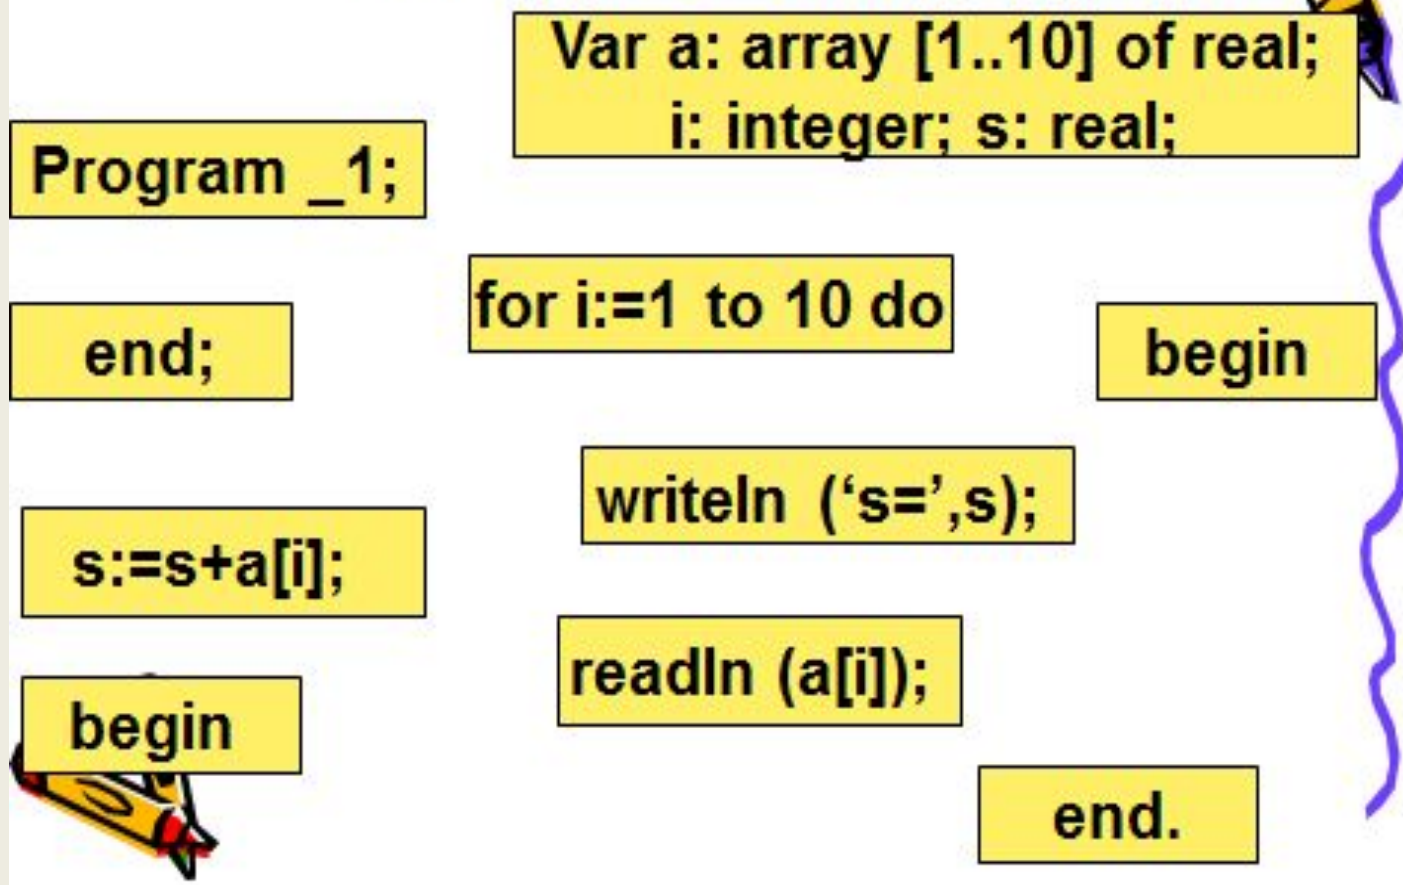 Var a: array [1..10] of real;
i: integer; s: real;
Program _1;
for i:=1 to 10 do
end;
begin
writeln (‘s=’,s);
s:=s+a[i];
readln (a[i]);
begin
end.